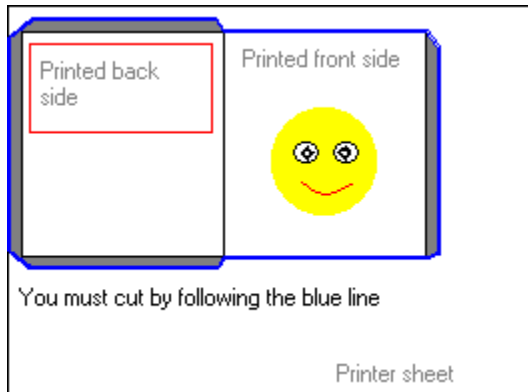 Printed back
side
Printed front side
You must cut by following the blue line
Printer sheet